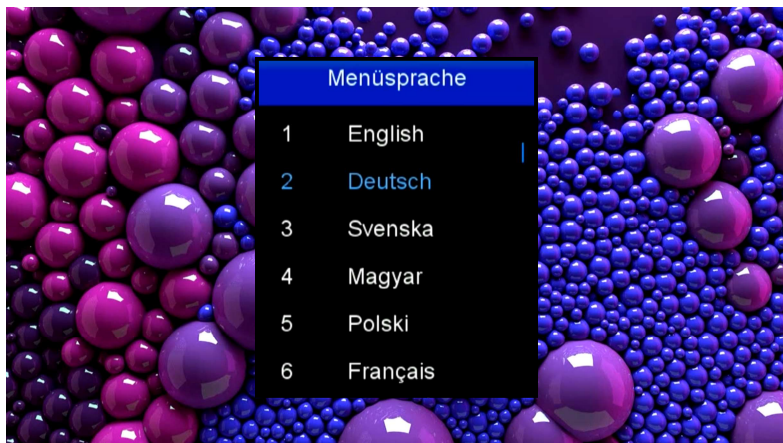 Menüsprache
1 English
2 Deutsch
3 Svenska
4 Magyar
5 Polski
6 Français